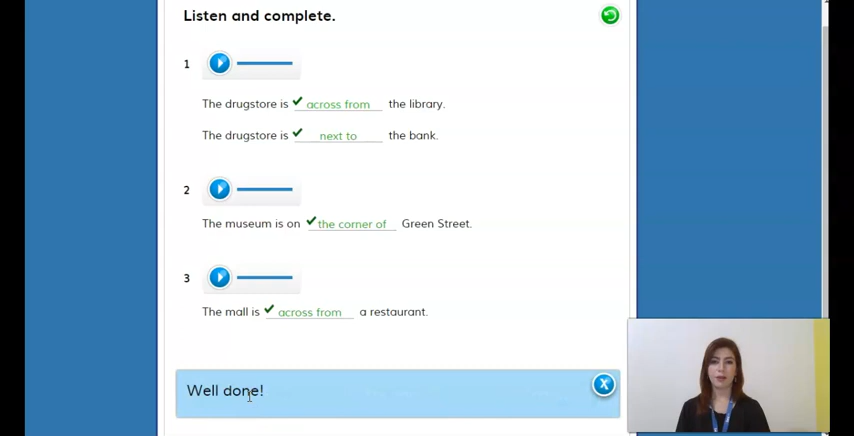 Listen and complete.
1
The drugstore is across from the library.
The drugstore is next to the bank.
2
The museum is on the corner of Green Street.
3
The mall is across from a restaurant.
Well done!
X